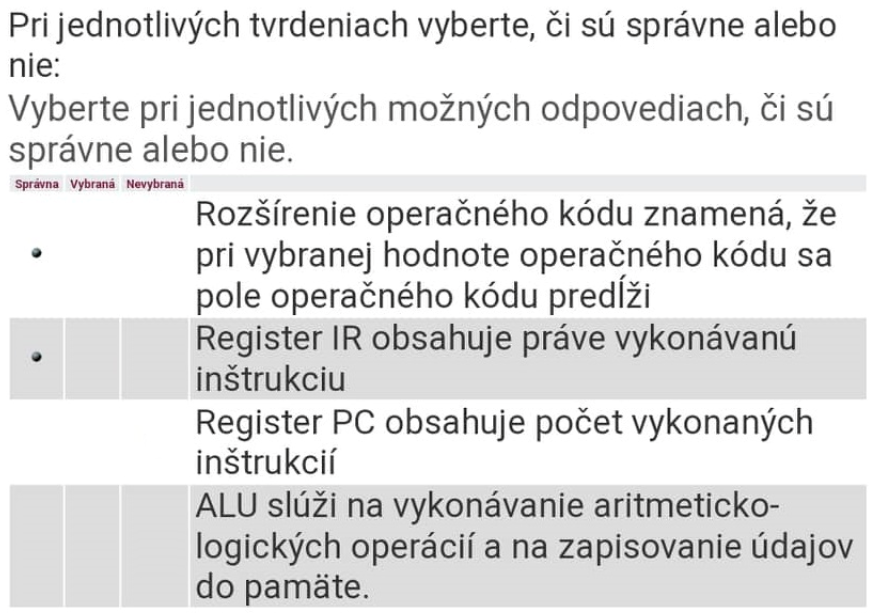 Pri jednotlivých tvrdeniach vyberte, či sú správne alebo
nie:
Vyberte pri jednotlivých možných odpovediach, či sú
správne alebo nie.
Správna Vybraná Nevybraná
Rozšírenie operačného kódu znamená, že
pri vybranej hodnote operačného kódu sa
pole operačného kódu predĺži
Register IR obsahuje práve vykonávanú
inštrukciu
Register PC obsahuje počet vykonaných
inštrukcií
ALU slúži na vykonávanie aritmeticko-
logických operácií a na zapisovanie údajov
do pamäte.